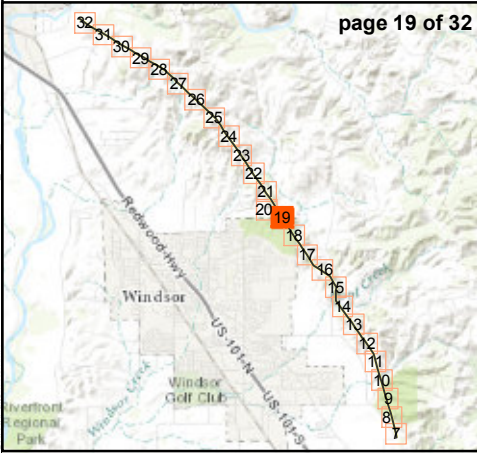 page 19 of 32
32
31
30
29
28
27
26
25
24
23
22
21
20
19
18
17
16
15
14
13
12
11
10
9
8
7
Redwood-Hwy
Windsor
Creek
US-101-N
Windsor
Golf Club
US-101-S
Windsor Creek
Riverfront
Regional
Park